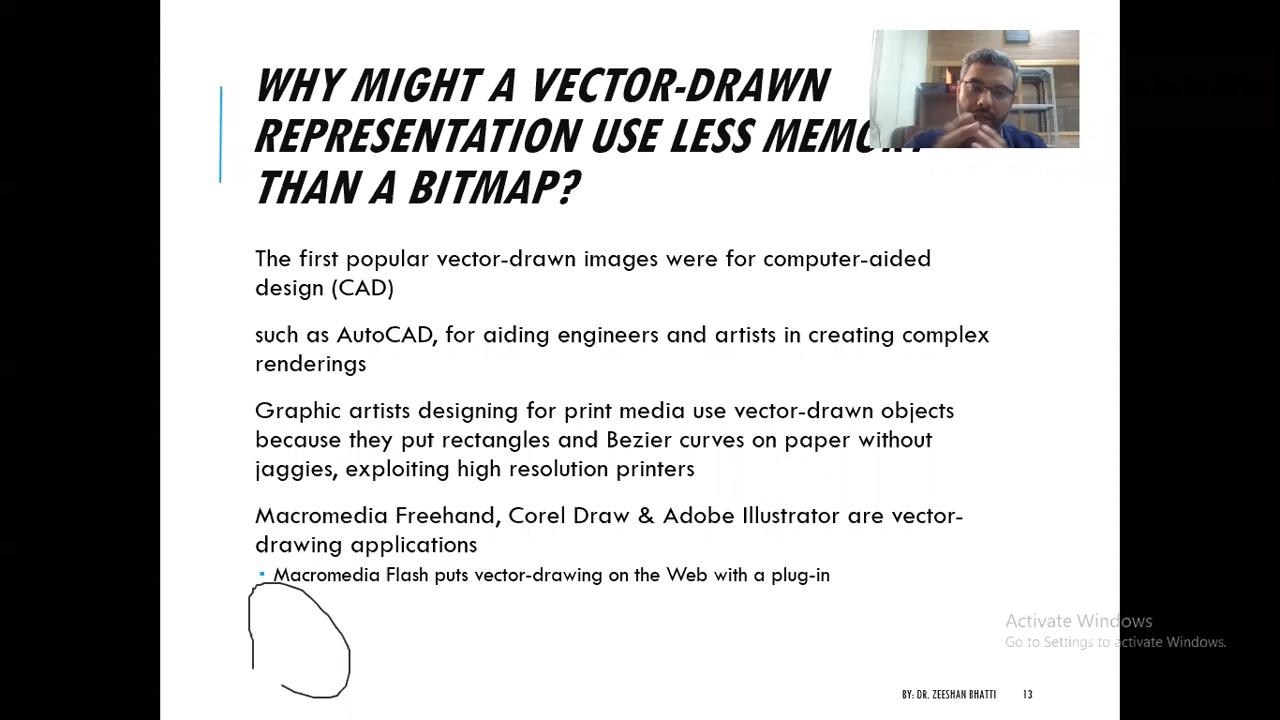 WHY MIGHT A VECTOR-DRAWN
REPRESENTATION USE LESS MEMORY
THAN A BITMAP?
The first popular vector-drawn images were for computer-aided
design (CAD)
such as AutoCAD, for aiding engineers and artists in creating complex
renderings
Graphic artists designing for print media use vector-drawn objects
because they put rectangles and Bezier curves on paper without
jaggies, exploiting high resolution printers
Macromedia Freehand, Corel Draw & Adobe Illustrator are vector-
drawing applications
▪ Macromedia Flash puts vector-drawing on the Web with a plug-in
Activate Windows
Go to Settings to activate Windows.
BY: DR. ZEESHAN BHATTI 13